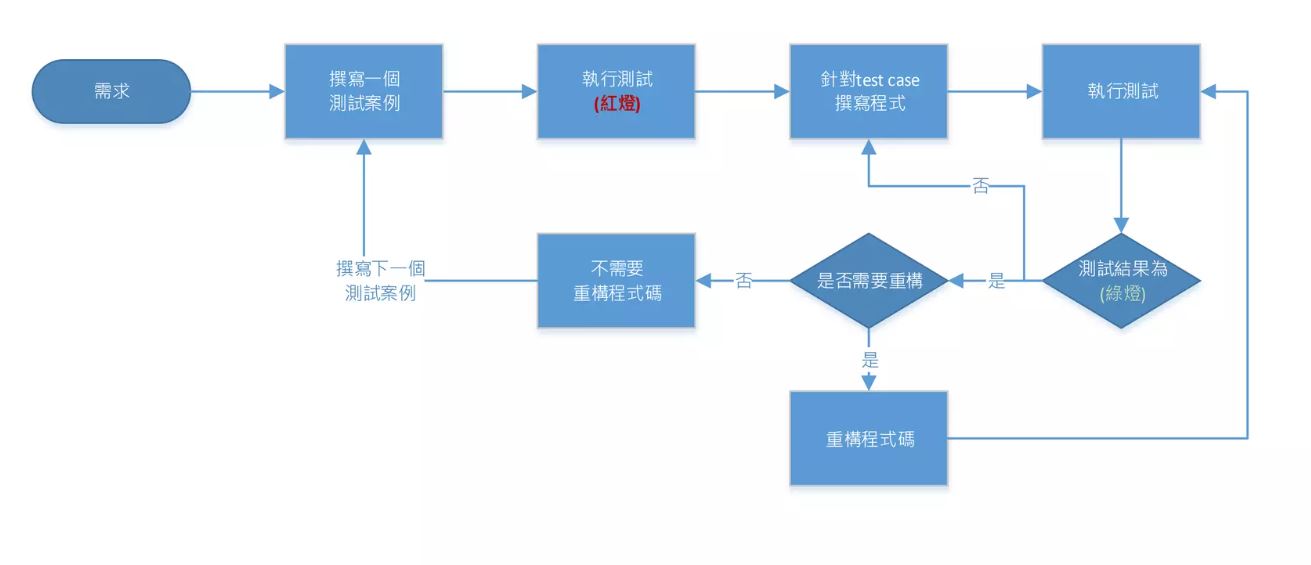 需求
撰寫一個
測試案例
執行測試
(紅燈)
針對test case
撰寫程式
執行測試
否
撰寫下一個
測試案例
不需要
重構程式碼
否
是否需要重構
是
測試結果為
(綠燈)
是
重構程式碼